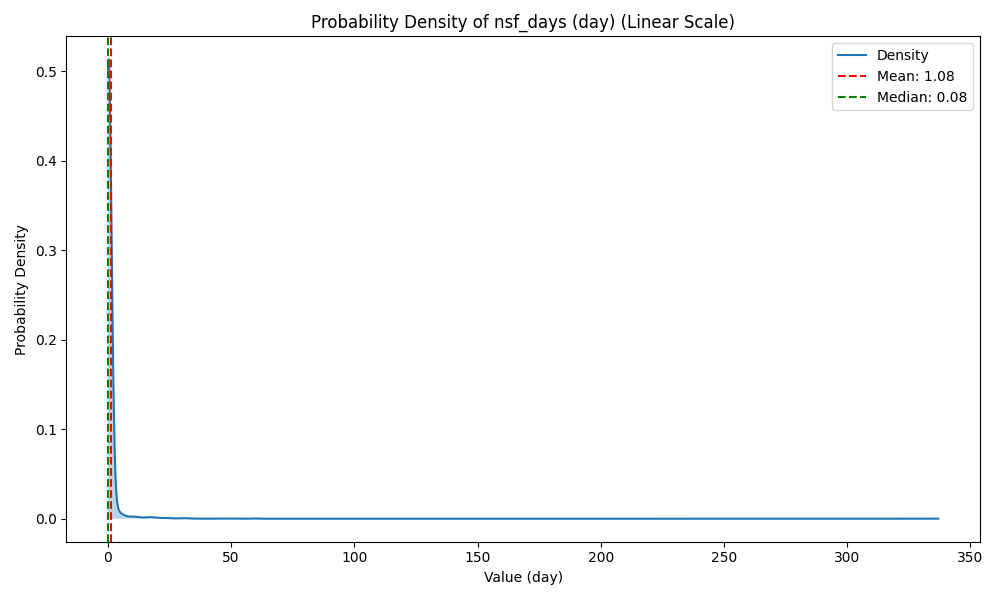 Probability Density of nsf_days (day) (Linear Scale)
Density
Mean: 1.08
Median: 0.08
Probability Density
0.5
0.4
0.3
0.2
0.1
0.0
0 50 100 150 200 250 300 350
Value (day)